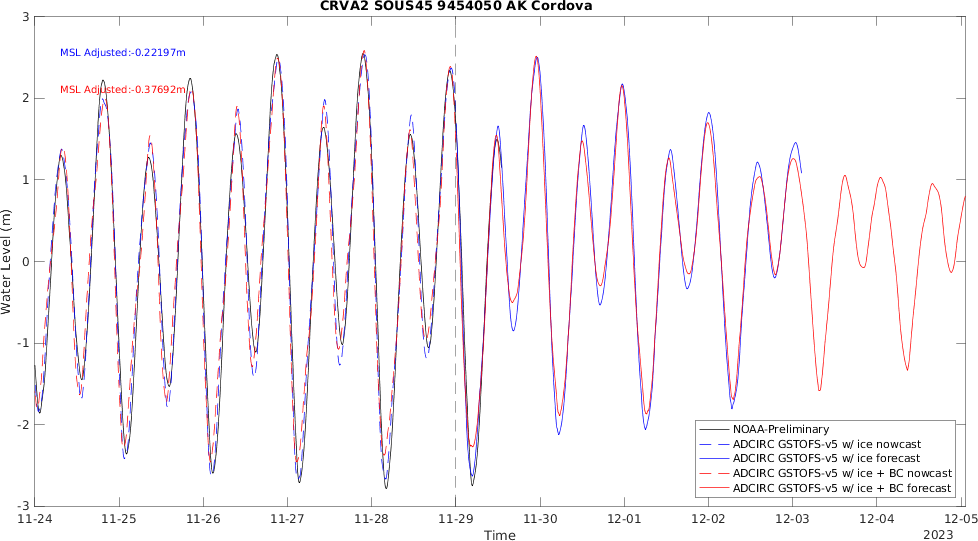 CRVA2 SOUS45 9454050 AK Cordova
MSL Adjusted:-0.22197m
MSL Adjusted:-0.37692m
Water Level (m)
3
2
1
0
-1
-2
-3
NOAA-Preliminary
ADCIRC GSTOFS-v5 w/ ice nowcast
ADCIRC GSTOFS-v5 w/ ice forecast
ADCIRC GSTOFS-v5 w/ ice + BC nowcast
ADCIRC GSTOFS-v5 w/ ice + BC forecast
11-24 11-25 11-26 11-27 11-28 11-29 11-30 12-01 12-02 12-03 12-04 12-05
Time
2023